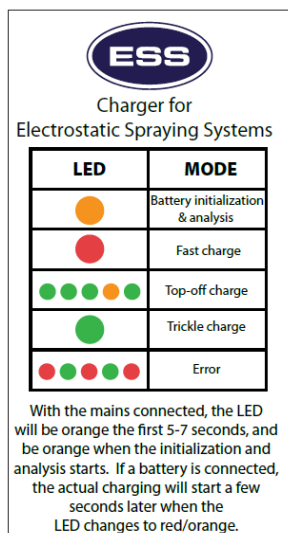 ESS
Charger for
Electrostatic Spraying Systems
LED MODE
Battery initialization
& analysis
Fast charge
Top-off charge
Trickle charge
Error
With the mains connected, the LED
will be orange the first 5-7 seconds, and
be orange when the initialization and
analysis starts. If a battery is connected,
the actual charging will start a few
seconds later when the
LED changes to red/orange.